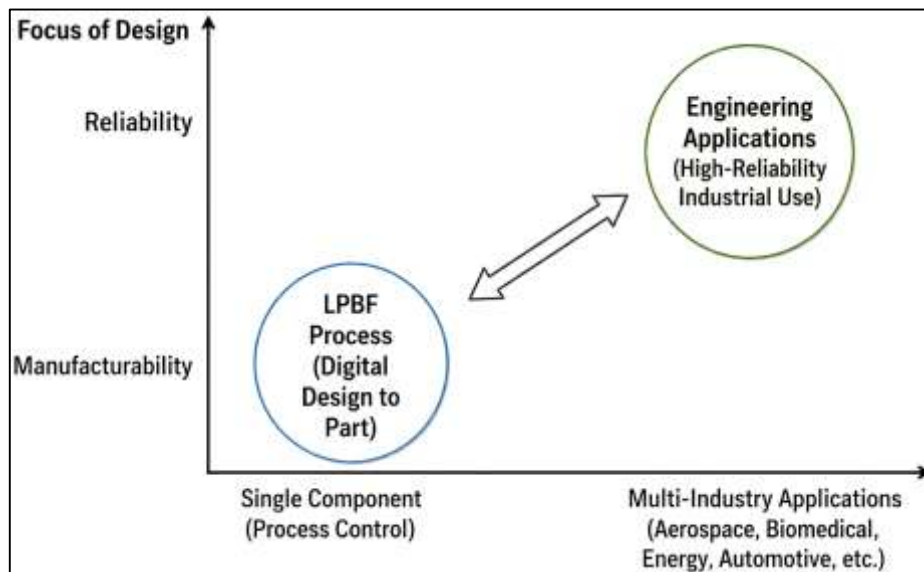 Focus of Design
Reliability
Engineering
Applications
(High-Reliability
Industrial Use)
LPBF
Process
(Digital
Design to
Part)
Manufacturability
Single Component
(Process Control)
Multi-Industry Applications
(Aerospace, Biomedical,
Energy, Automotive, etc.)